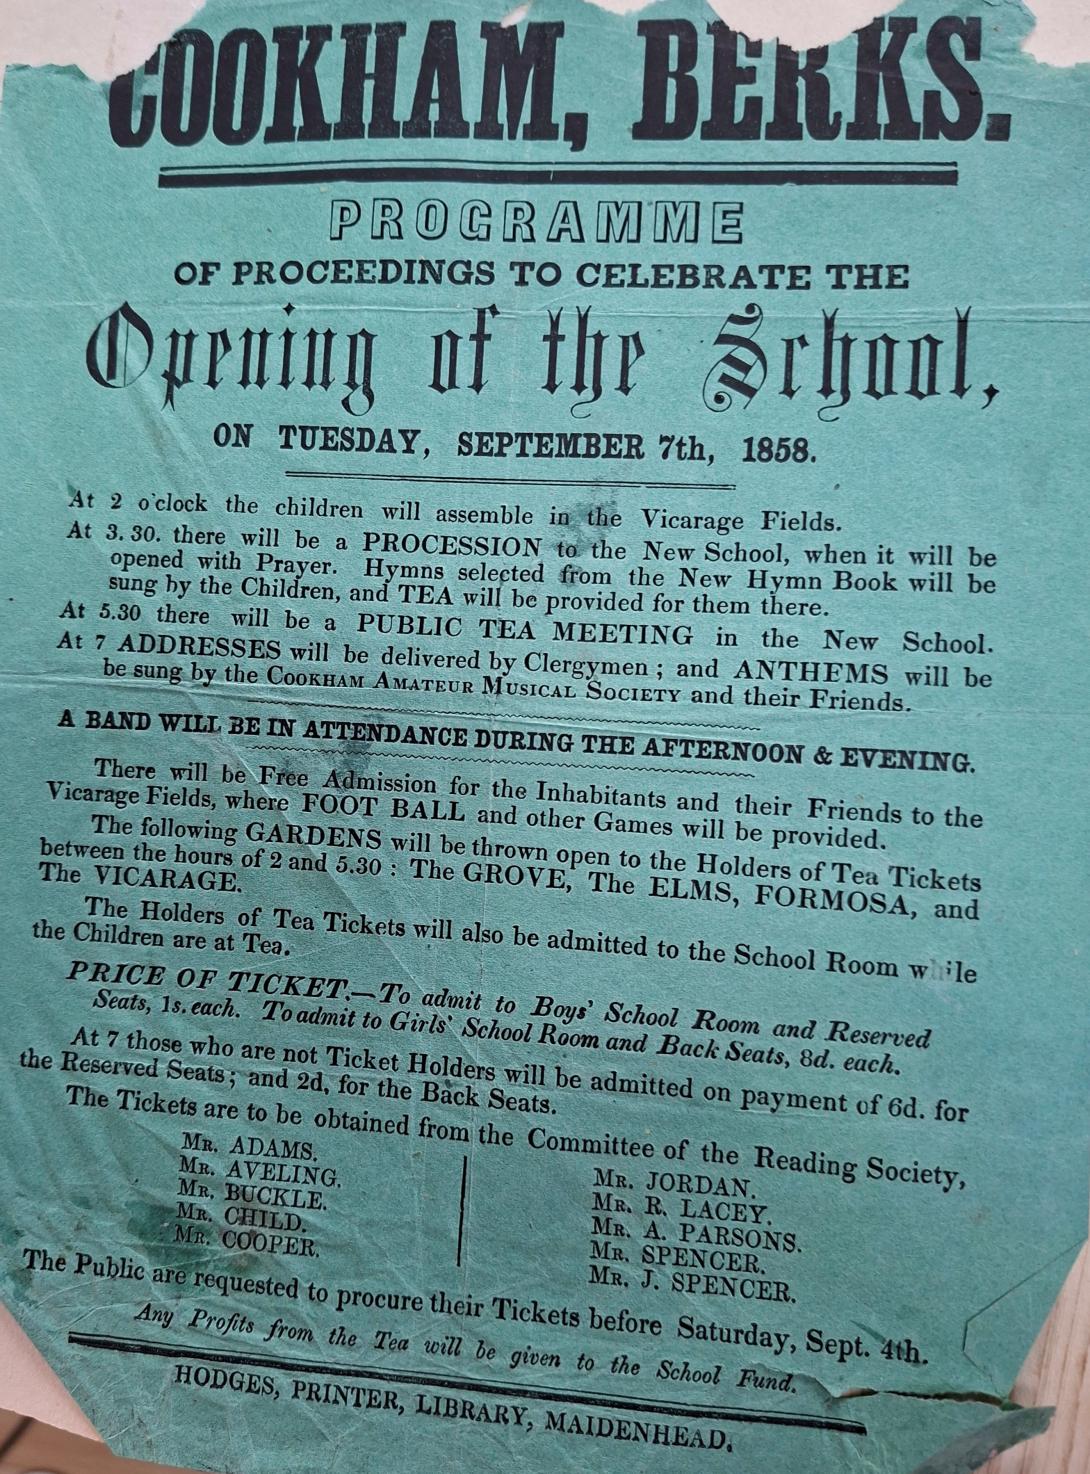 COOKHAM, BERKS.
PROGRAMME
OF PROCEEDINGS TO CELEBRATE THE
Opening of the School,
ON TUESDAY, SEPTEMBER 7th, 1858.
At 2 o'clock the children will assemble in the Vicarage Fields.
At 3.30. there will be a PROCESSION to the New School, when it will be
opened with Prayer. Hymns selected from the New Hymn Book will be
sung by the Children, and TEA will be provided for them there.
At 5.30 there will be a PUBLIC TEA MEETING in the New School.
At 7 ADDRESSES will be delivered by Clergymen; and ANTHEMS will be
be sung by the COOKHAM AMATEUR MUSICAL SOCIETY and their Friends.
A BAND WILL BE IN ATTENDANCE DURING THE AFTERNOON & EVENING.
There will be Free Admission for the Inhabitants and their Friends to the
Vicarage Fields, where FOOT BALL and other Games will be provided.
The following GARDENS will be thrown open to the Holders of Tea Tickets
between the hours of 2 and 5.30: The GROVE, The ELMS, FORMOSA, and
The VICARAGE.
The Holders of Tea Tickets will also be admitted to the School Room while
the Children are at Tea.
PRICE OF TICKET.—To admit to Boys' School Room and Reserved
Seats, 1s. each. To admit to Girls' School Room and Back Seats, 8d. each.
At 7 those who are not Ticket Holders will be admitted on payment of 6d. for
the Reserved Seats; and 2d, for the Back Seats.
The Tickets are to be obtained from the Committee of the Reading Society,
MR. ADAMS.
MR. AVELING.
MR. BUCKLE.
MR. CHILD.
MR. COOPER.
MR. JORDAN.
MR. R. LACEY.
MR. A. PARSONS.
MR. SPENCER.
MR. J. SPENCER.
The Public are requested to procure their Tickets before Saturday, Sept. 4th.
Any Profits from the Tea will be given to the School Fund.
HODGES, PRINTER, LIBRARY, MAIDENHEAD.